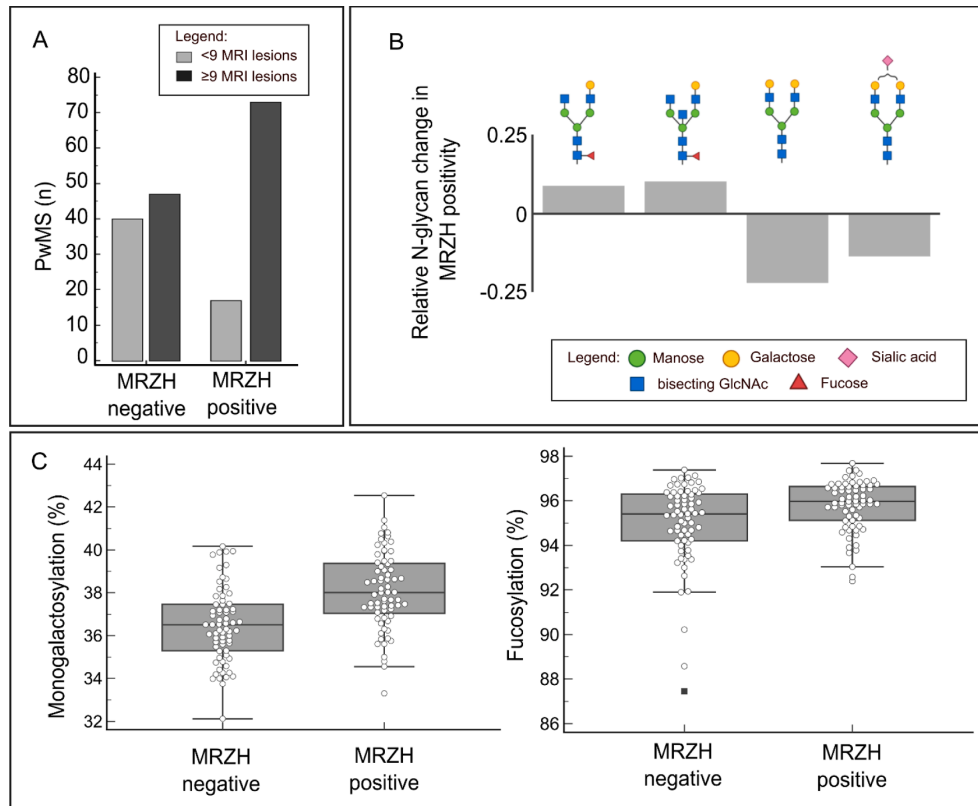 A
Legend:
<9 MRI lesions
≥9 MRI lesions
80
70
60
50
40
30
20
10
0
PwMS (n)
MRZH
negative
MRZH
positive
B
Relative N-glycan change in
MRZH positivity
0.25
0
-0.25
Legend:
Manose
Galactose
Sialic acid
bisecting GlcNAc
Fucose
C
Monogalactosylation (%)
44
42
40
38
36
34
32
MRZH
negative
MRZH
positive
Fucosylation (%)
98
96
94
92
90
88
86
MRZH
negative
MRZH
positive